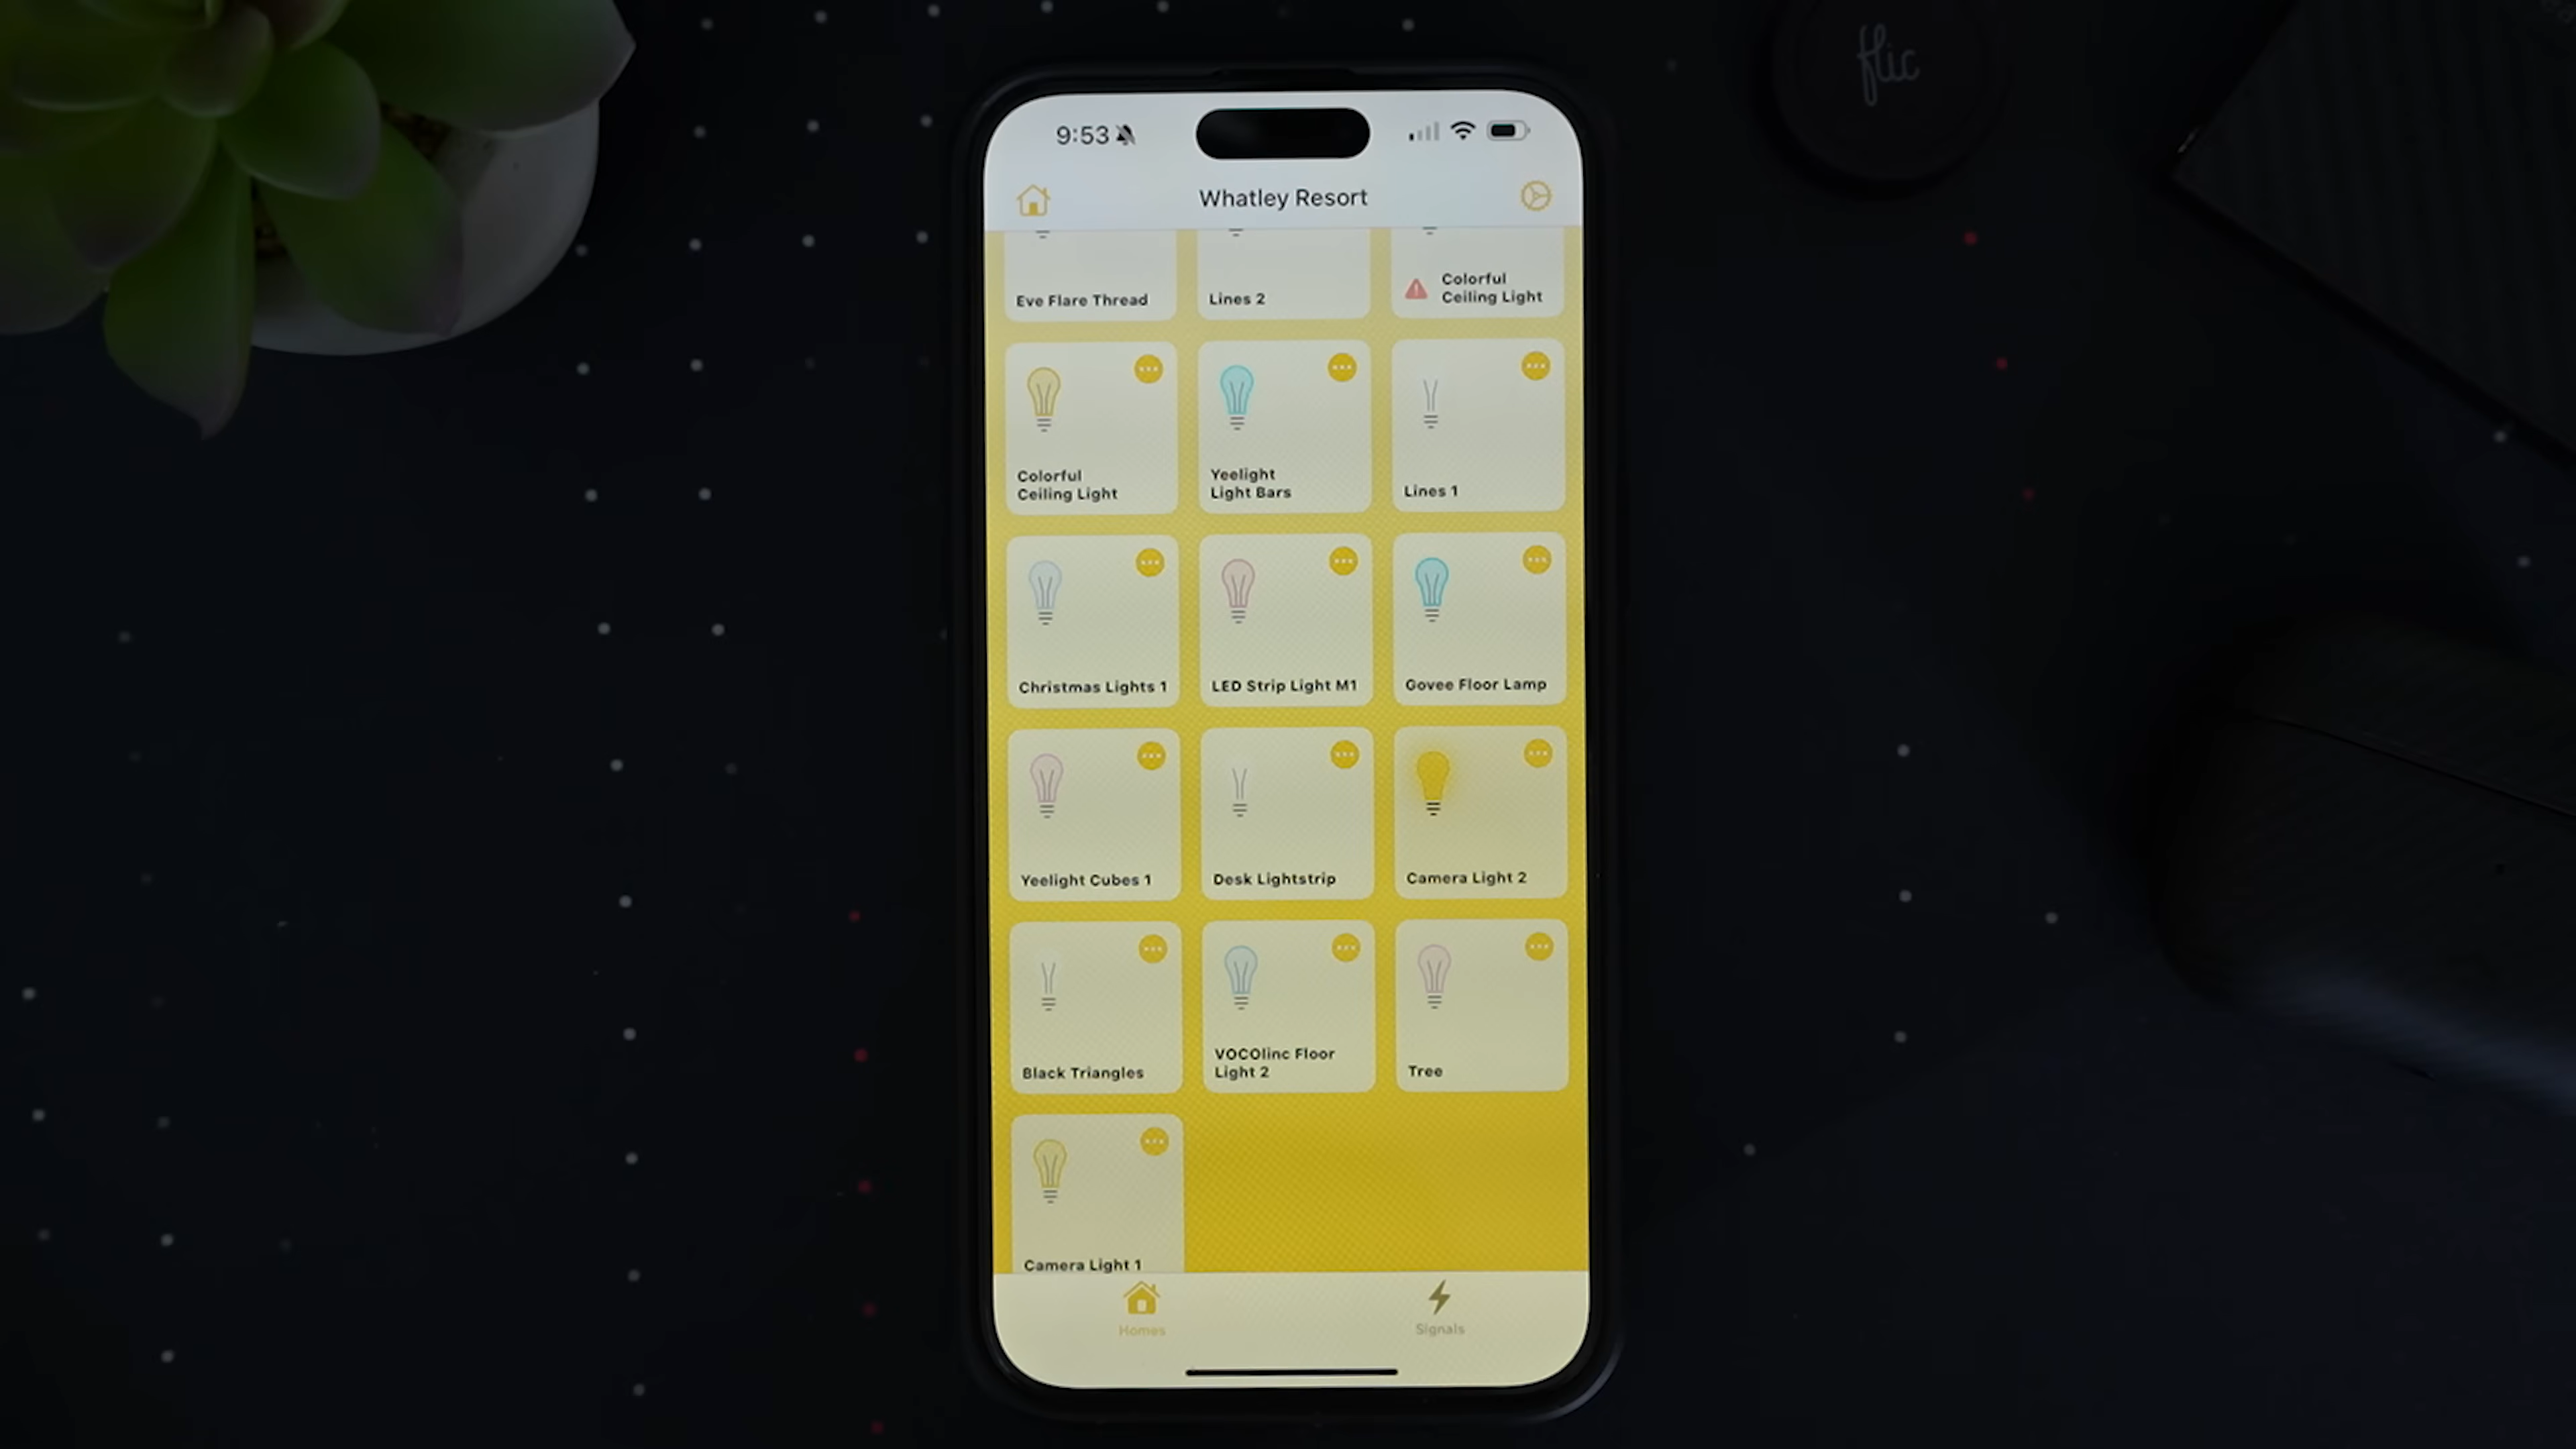 flic
9:53
Whatley Resort
Eve Flare Thread
Lines 2
Colorful
Ceiling Light
Colorful
Ceiling Light
Yeelight
Light Bars
Lines 1
Christmas Lights 1
LED Strip Light M1
Govee Floor Lamp
Yeelight Cubes 1
Desk Lightstrip
Camera Light 2
Black Triangles
VOCOlinc Floor
Light 2
Tree
Camera Light 1
Homes
Signals